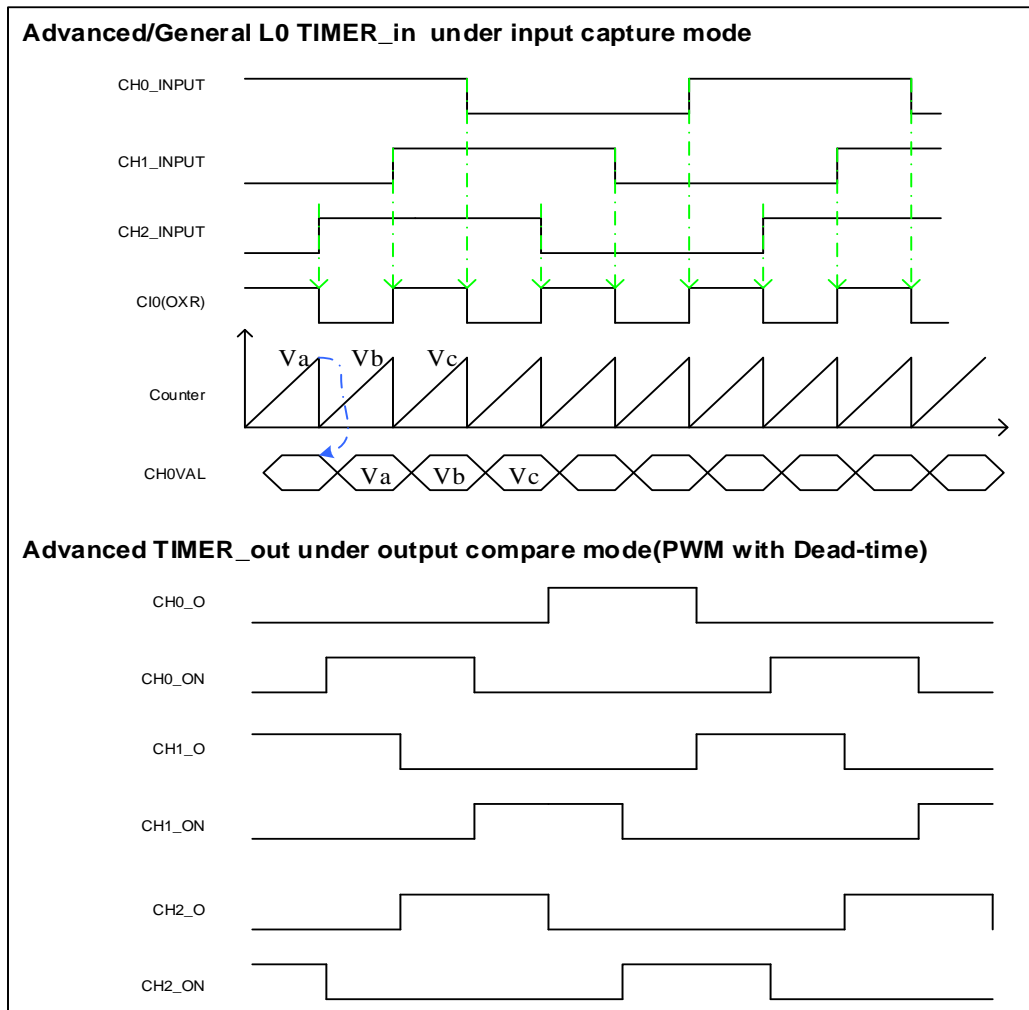 Advanced/General L0 TIMER_in under input capture mode
CH0_INPUT
CH1_INPUT
CH2_INPUT
CI0(OXR)
Va Vb Vc
Counter
CH0VAL
Va Vb Vc
Advanced TIMER_out under output compare mode(PWM with Dead-time)
CH0_O
CH0_ON
CH1_O
CH1_ON
CH2_O
CH2_ON